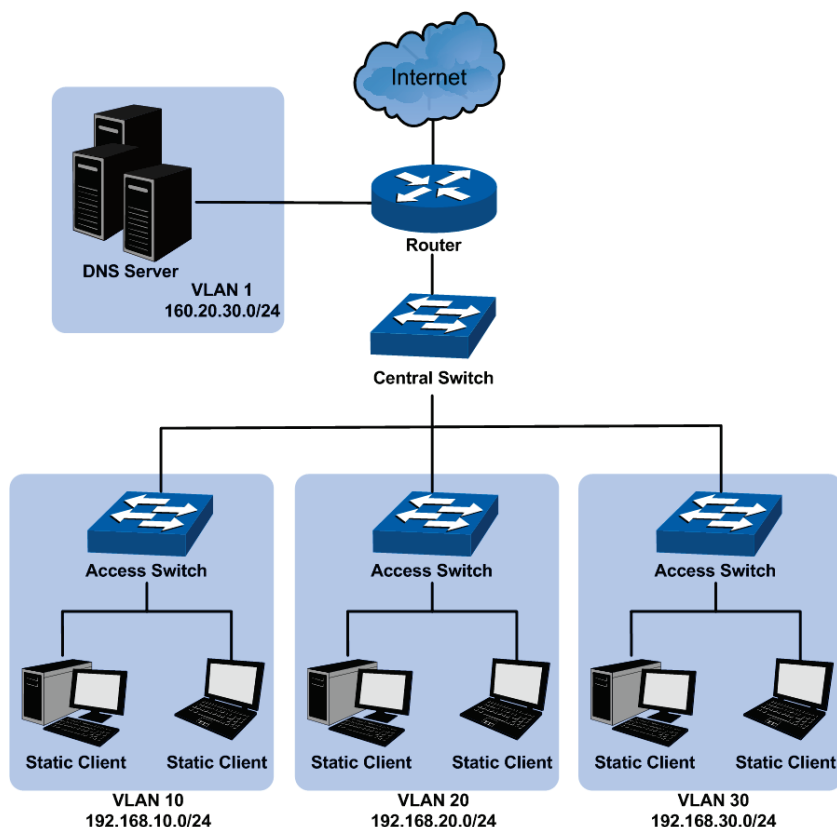 Internet
Router
DNS Server
VLAN 1
160.20.30.0/24
Central Switch
Access Switch
Access Switch
Access Switch
Static Client
Static Client
Static Client
Static Client
Static Client
Static Client
VLAN 10
192.168.10.0/24
VLAN 20
192.168.20.0/24
VLAN 30
192.168.30.0/24